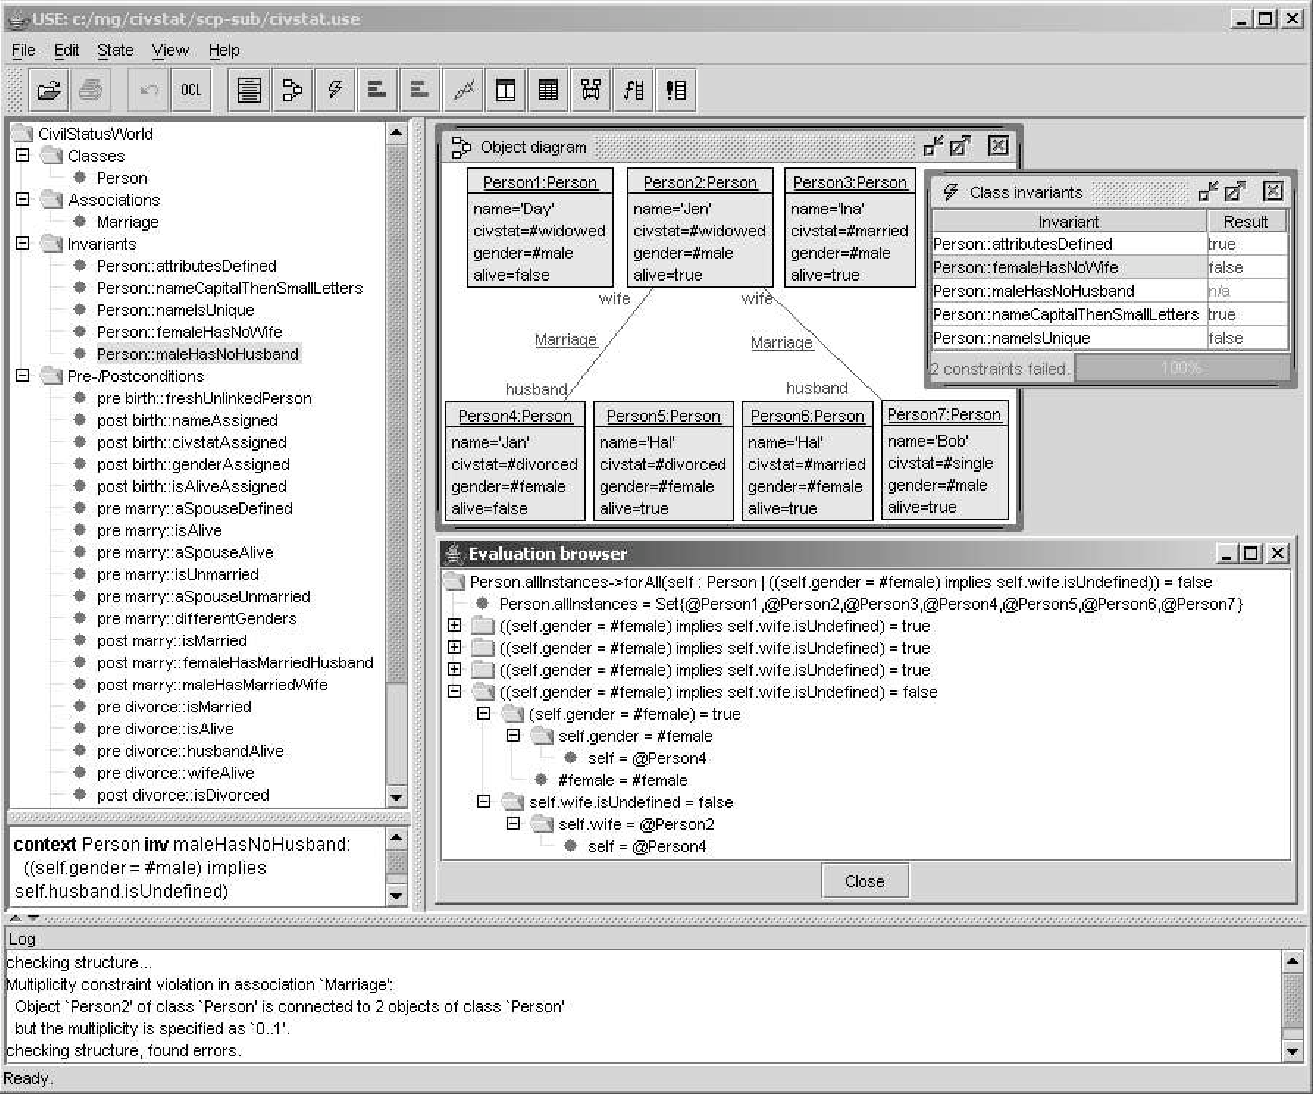 USE: c:/mg/civstat/scp-sub/civstat.use
File Edit State View Help
OCL
CivilStatusWorld
Classes
Person
Associations
Marriage
Invariants
Person::attributesDefined
Person::nameCapitalThenSmallLetters
Person::nameIsUnique
Person::femaleHasNoWife
Person::maleHasNoHusband
Pre-/Postconditions
pre birth::freshUnlinkedPerson
post birth::nameAssigned
post birth::civstatAssigned
post birth::genderAssigned
post birth::isAliveAssigned
pre marry::aSpouseDefined
pre marry::isAlive
pre marry::aSpouseAlive
pre marry::isUnmarried
pre marry::aSpouseUnmarried
pre marry::differentGenders
post marry::isMarried
post marry::femaleHasMarriedHusband
post marry::maleHasMarriedWife
pre divorce::isMarried
pre divorce::isAlive
pre divorce::husbandAlive
pre divorce::wifeAlive
post divorce::isDivorced
context Person inv maleHasNoHusband:
((self.gender = #male) implies
self.husband.isUndefined)
Object diagram
Person1:Person
name='Day'
civstat=#widowed
gender=#male
alive=false
Person2:Person
name='Jen'
civstat=#widowed
gender=#male
alive=true
Person3:Person
name='Ina'
civstat=#married
gender=#male
alive=true
wife
wife
Marriage
Marriage
husband
husband
Person4:Person
name='Jan'
civstat=#divorced
gender=#female
alive=false
Person5:Person
name='Hal'
civstat=#divorced
gender=#female
alive=true
Person6:Person
name='Hal'
civstat=#married
gender=#female
alive=true
Person7:Person
name='Bob'
civstat=#single
gender=#male
alive=true
Class invariants
Invariant Result
Person::attributesDefined true
Person::femaleHasNoWife false
Person::maleHasNoHusband n/a
Person::nameCapitalThenSmallLetters true
Person::nameIsUnique false
2 constraints failed. 100%
Evaluation browser
Person.allInstances->forAll(self : Person | ((self.gender = #female) implies self.wife.isUndefined)) = false
Person.allInstances = Set{@Person1,@Person2,@Person3,@Person4,@Person5,@Person6,@Person7}
((self.gender = #female) implies self.wife.isUndefined) = true
((self.gender = #female) implies self.wife.isUndefined) = true
((self.gender = #female) implies self.wife.isUndefined) = true
((self.gender = #female) implies self.wife.isUndefined) = false
(self.gender = #female) = true
self.gender = #female
self = @Person4
#female = #female
self.wife.isUndefined = false
self.wife = @Person2
self = @Person4
Close
Log
checking structure...
Multiplicity constraint violation in association `Marriage':
Object `Person2' of class `Person' is connected to 2 objects of class `Person'
but the multiplicity is specified as `0..1'.
checking structure, found errors.
Ready.